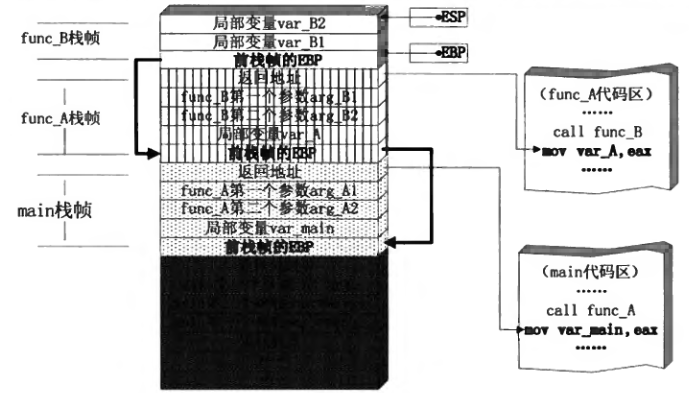 func_B栈帧
func_A栈帧
main栈帧
局部变量var_B2
局部变量var_B1
前栈帧的EBP
返回地址
func_B第一个参数arg_B1
func_B第二个参数arg_B2
局部变量var_A
前栈帧的EBP
返回地址
func_A第一个参数arg_A1
func_A第二个参数arg_A2
局部变量var_main
前栈帧的EBP
ESP
EBP
(func_A代码区)
……
call func_B
mov var_A,eax
……
(main代码区)
……
call func_A
mov var_main,eax
……